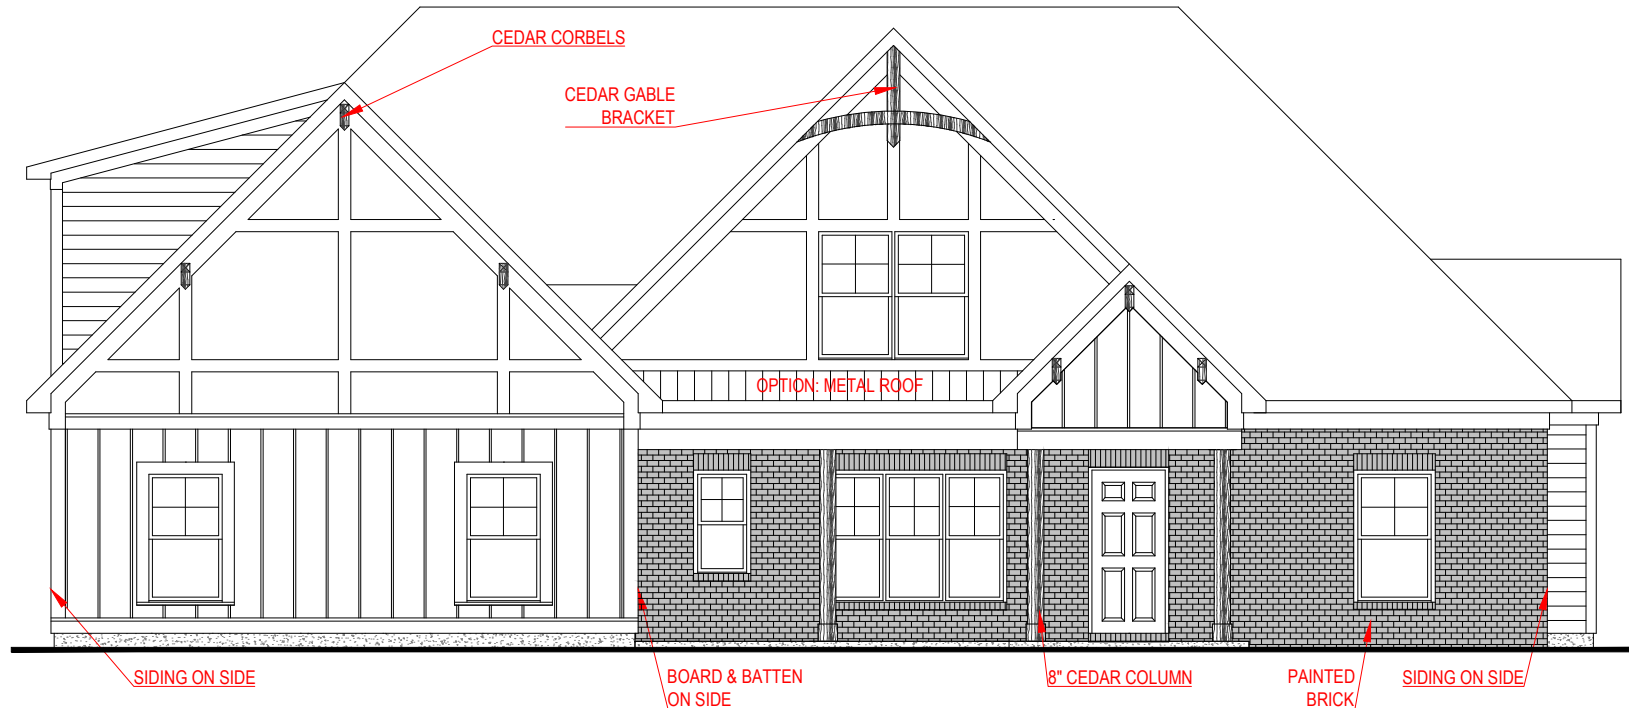 CEDAR CORBELS
CEDAR GABLE
BRACKET
OPTION: METAL ROOF
SIDING ON SIDE
BOARD & BATTEN
ON SIDE
8" CEDAR COLUMN
PAINTED
BRICK
SIDING ON SIDE